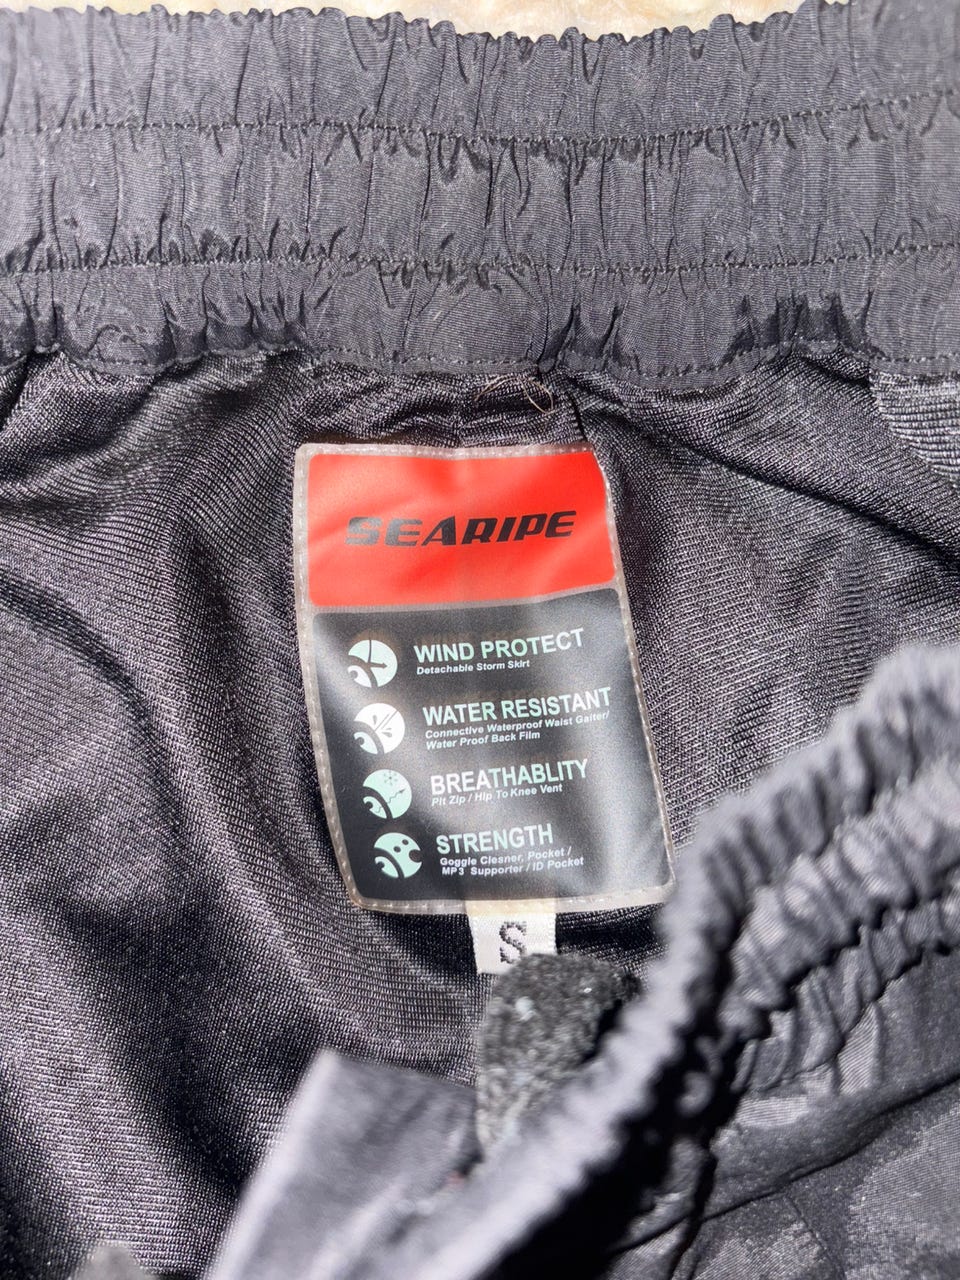 SEARIPE
WIND PROTECT
Detachable Storm Skirt
WATER RESISTANT
Connective Waterproof Waist Gaiter/
Water Proof Back Film
BREATHABLITY
Pit Zip / Hip To Knee Vent
STRENGTH
Goggle Cleaner, Pocket /
MP3 Supporter / ID Pocket
S